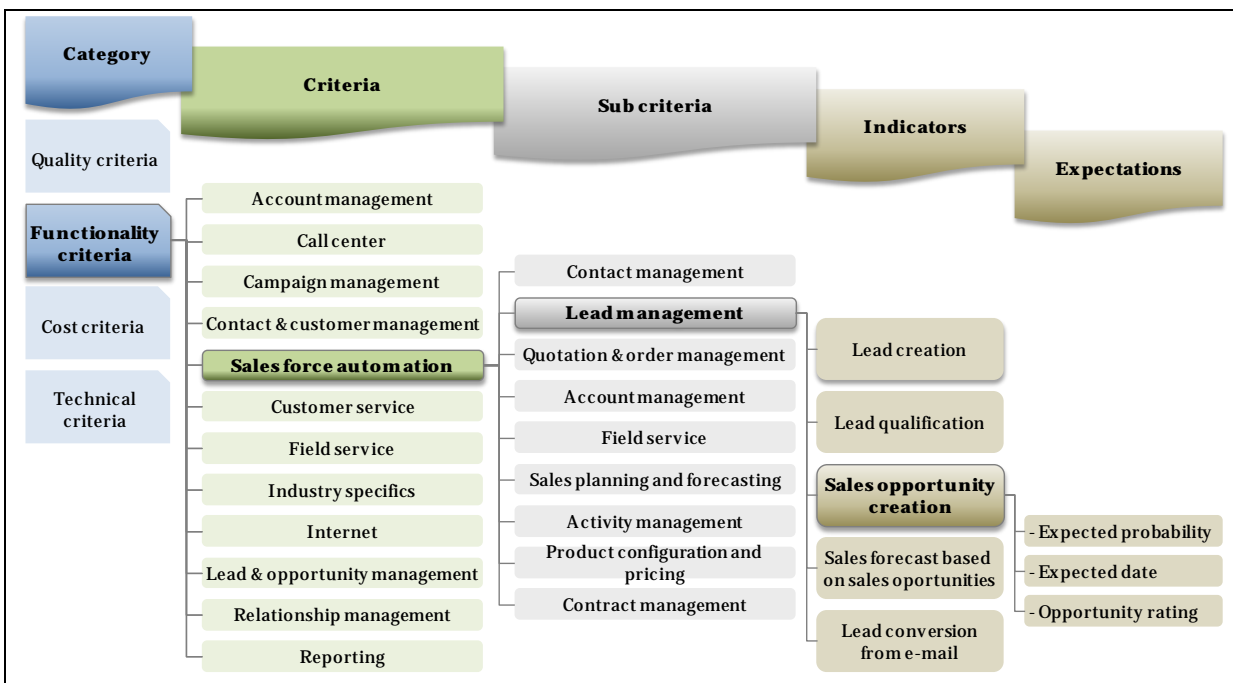 Category
Criteria
Sub criteria
Indicators
Expectations
Quality criteria
Functionality
criteria
Cost criteria
Technical
criteria
Account management
Call center
Campaign management
Contact & customer management
Sales force automation
Customer service
Field service
Industry specifics
Internet
Lead & opportunity management
Relationship management
Reporting
Contact management
Lead management
Quotation & order management
Account management
Field service
Sales planning and forecasting
Activity management
Product configuration and
pricing
Contract management
Lead creation
Lead qualification
Sales opportunity
creation
Sales forecast based
on sales oportunities
Lead conversion
from e-mail
- Expected probability
- Expected date
- Opportunity rating